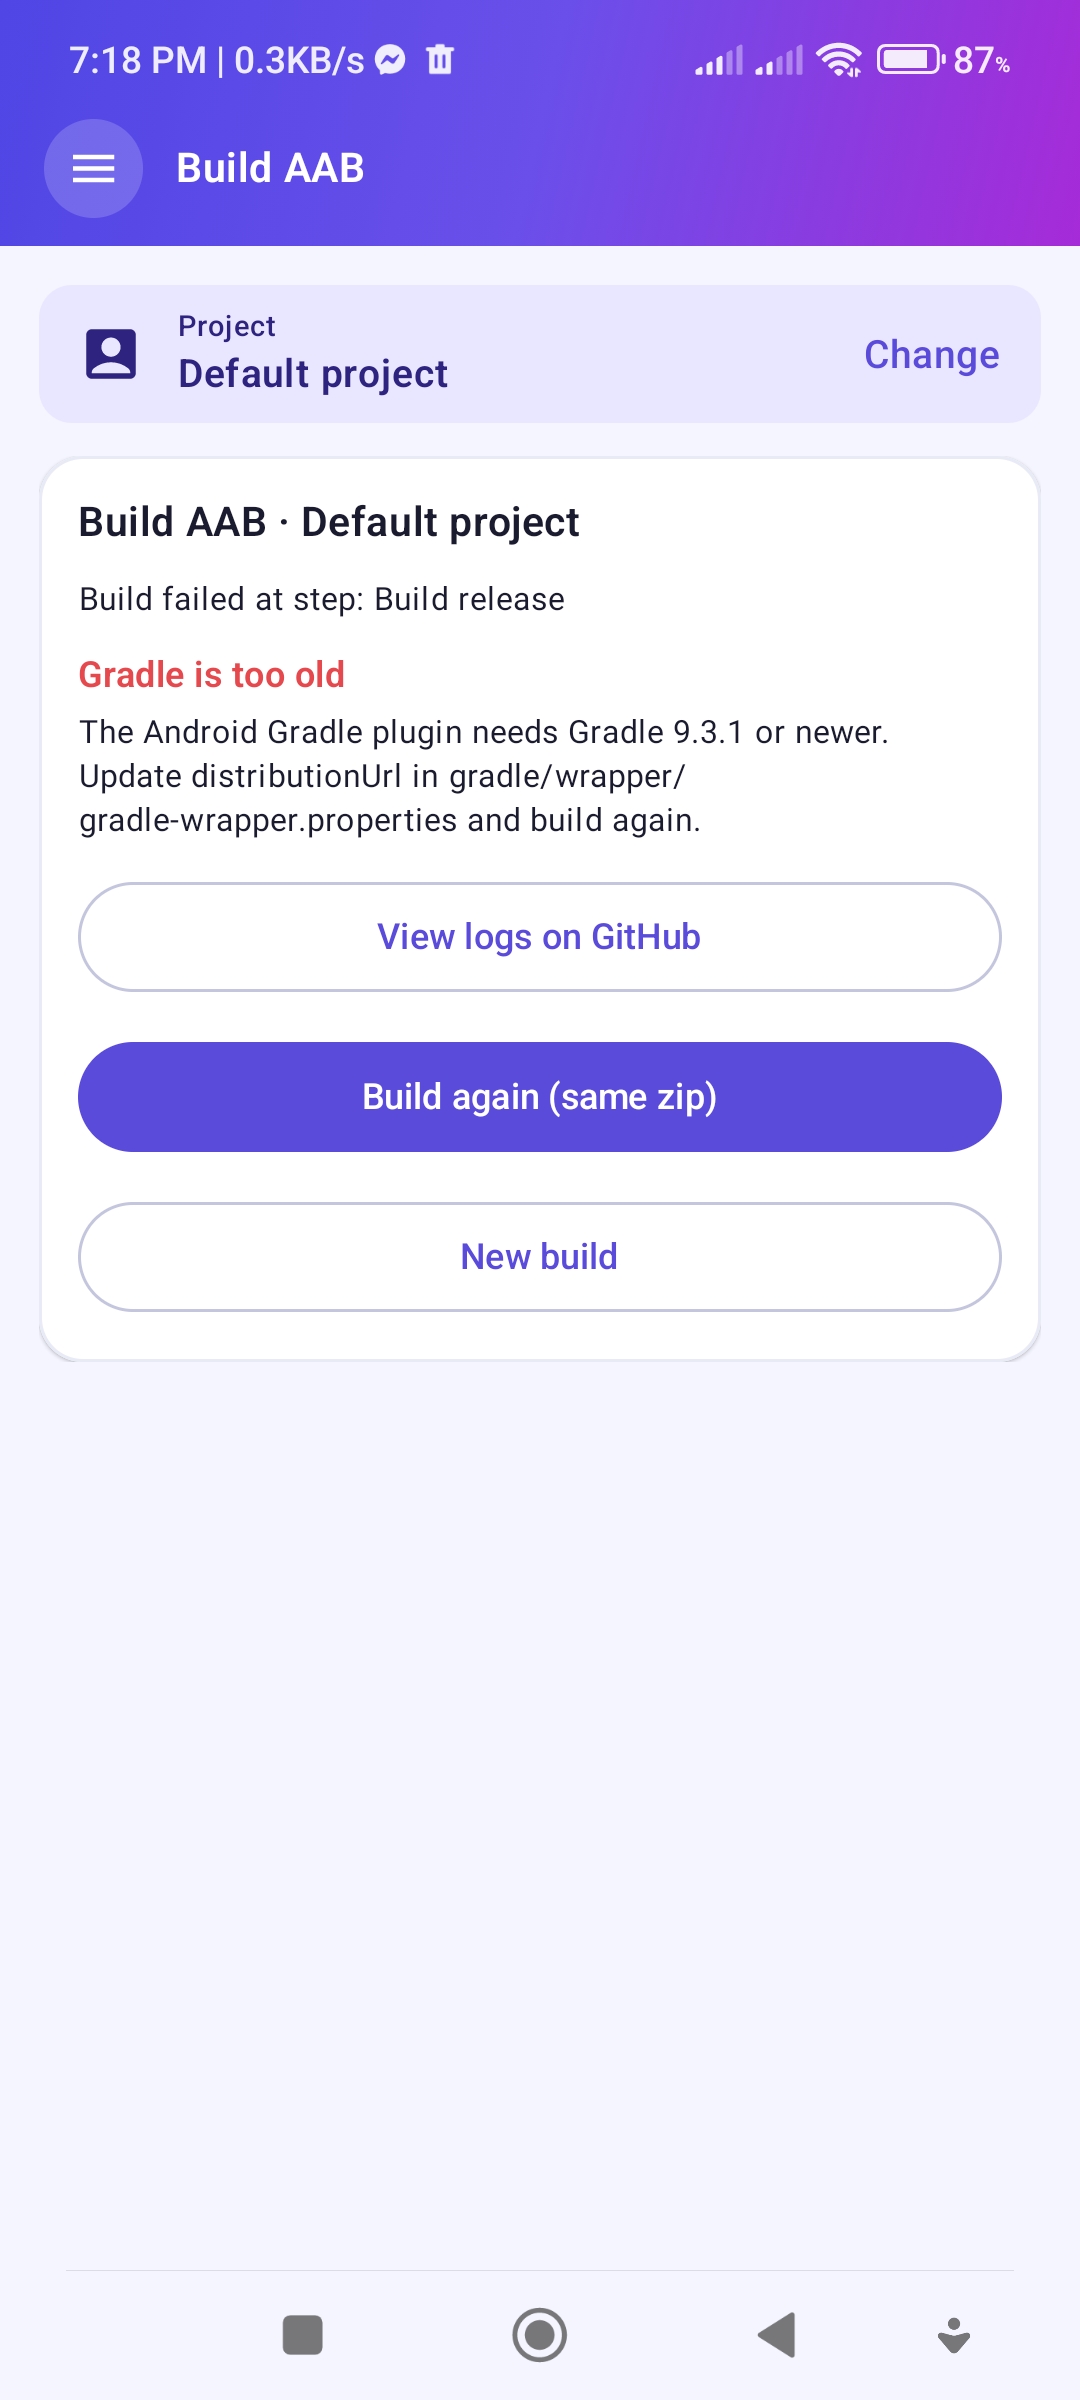 7:18 PM | 0.3KB/s 87%
Build AAB
Project
Default project
Change
Build AAB · Default project
Build failed at step: Build release
Gradle is too old
The Android Gradle plugin needs Gradle 9.3.1 or newer.
Update distributionUrl in gradle/wrapper/
gradle-wrapper.properties and build again.
View logs on GitHub
Build again (same zip)
New build